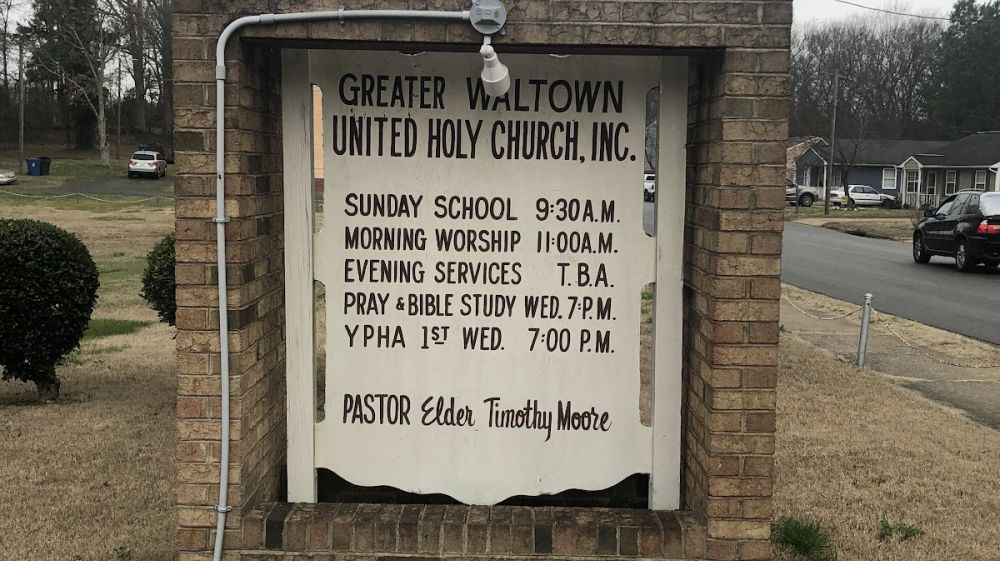 GREATER WALTOWN
UNITED HOLY CHURCH, INC.
SUNDAY SCHOOL 9:30 A.M.
MORNING WORSHIP 11:00 A.M.
EVENING SERVICES T.B.A.
PRAY & BIBLE STUDY WED. 7:P.M.
YPHA 1ST WED. 7:00 P.M.
PASTOR Elder Timothy Moore